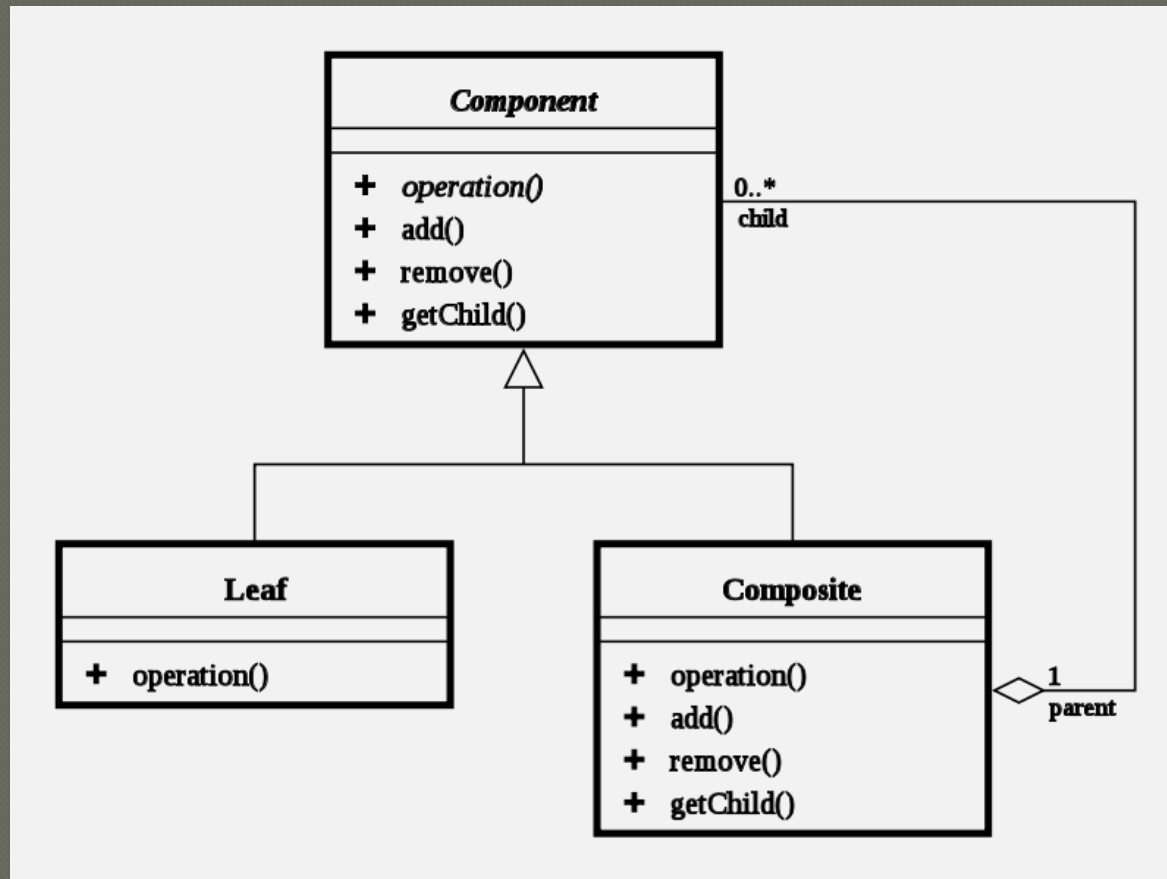 Component
+ operation()
+ add()
+ remove()
+ getChild()
0..*
child
Leaf
+ operation()
Composite
+ operation()
+ add()
+ remove()
+ getChild()
1
parent